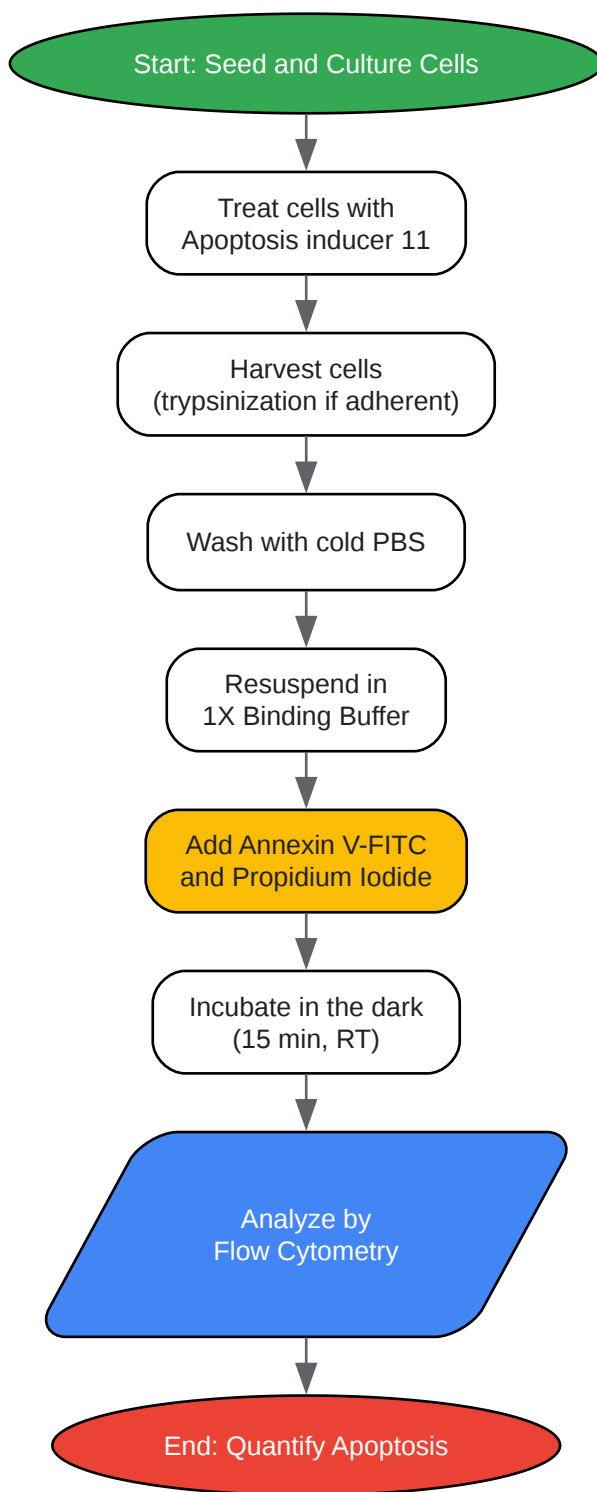 Start: Seed and Culture Cells
Treat cells with
Apoptosis inducer 11
Harvest cells
(trypsinization if adherent)
Wash with cold PBS
Resuspend in
1X Binding Buffer
Add Annexin V-FITC
and Propidium Iodide
Incubate in the dark
(15 min, RT)
Analyze by
Flow Cytometry
End: Quantify Apoptosis